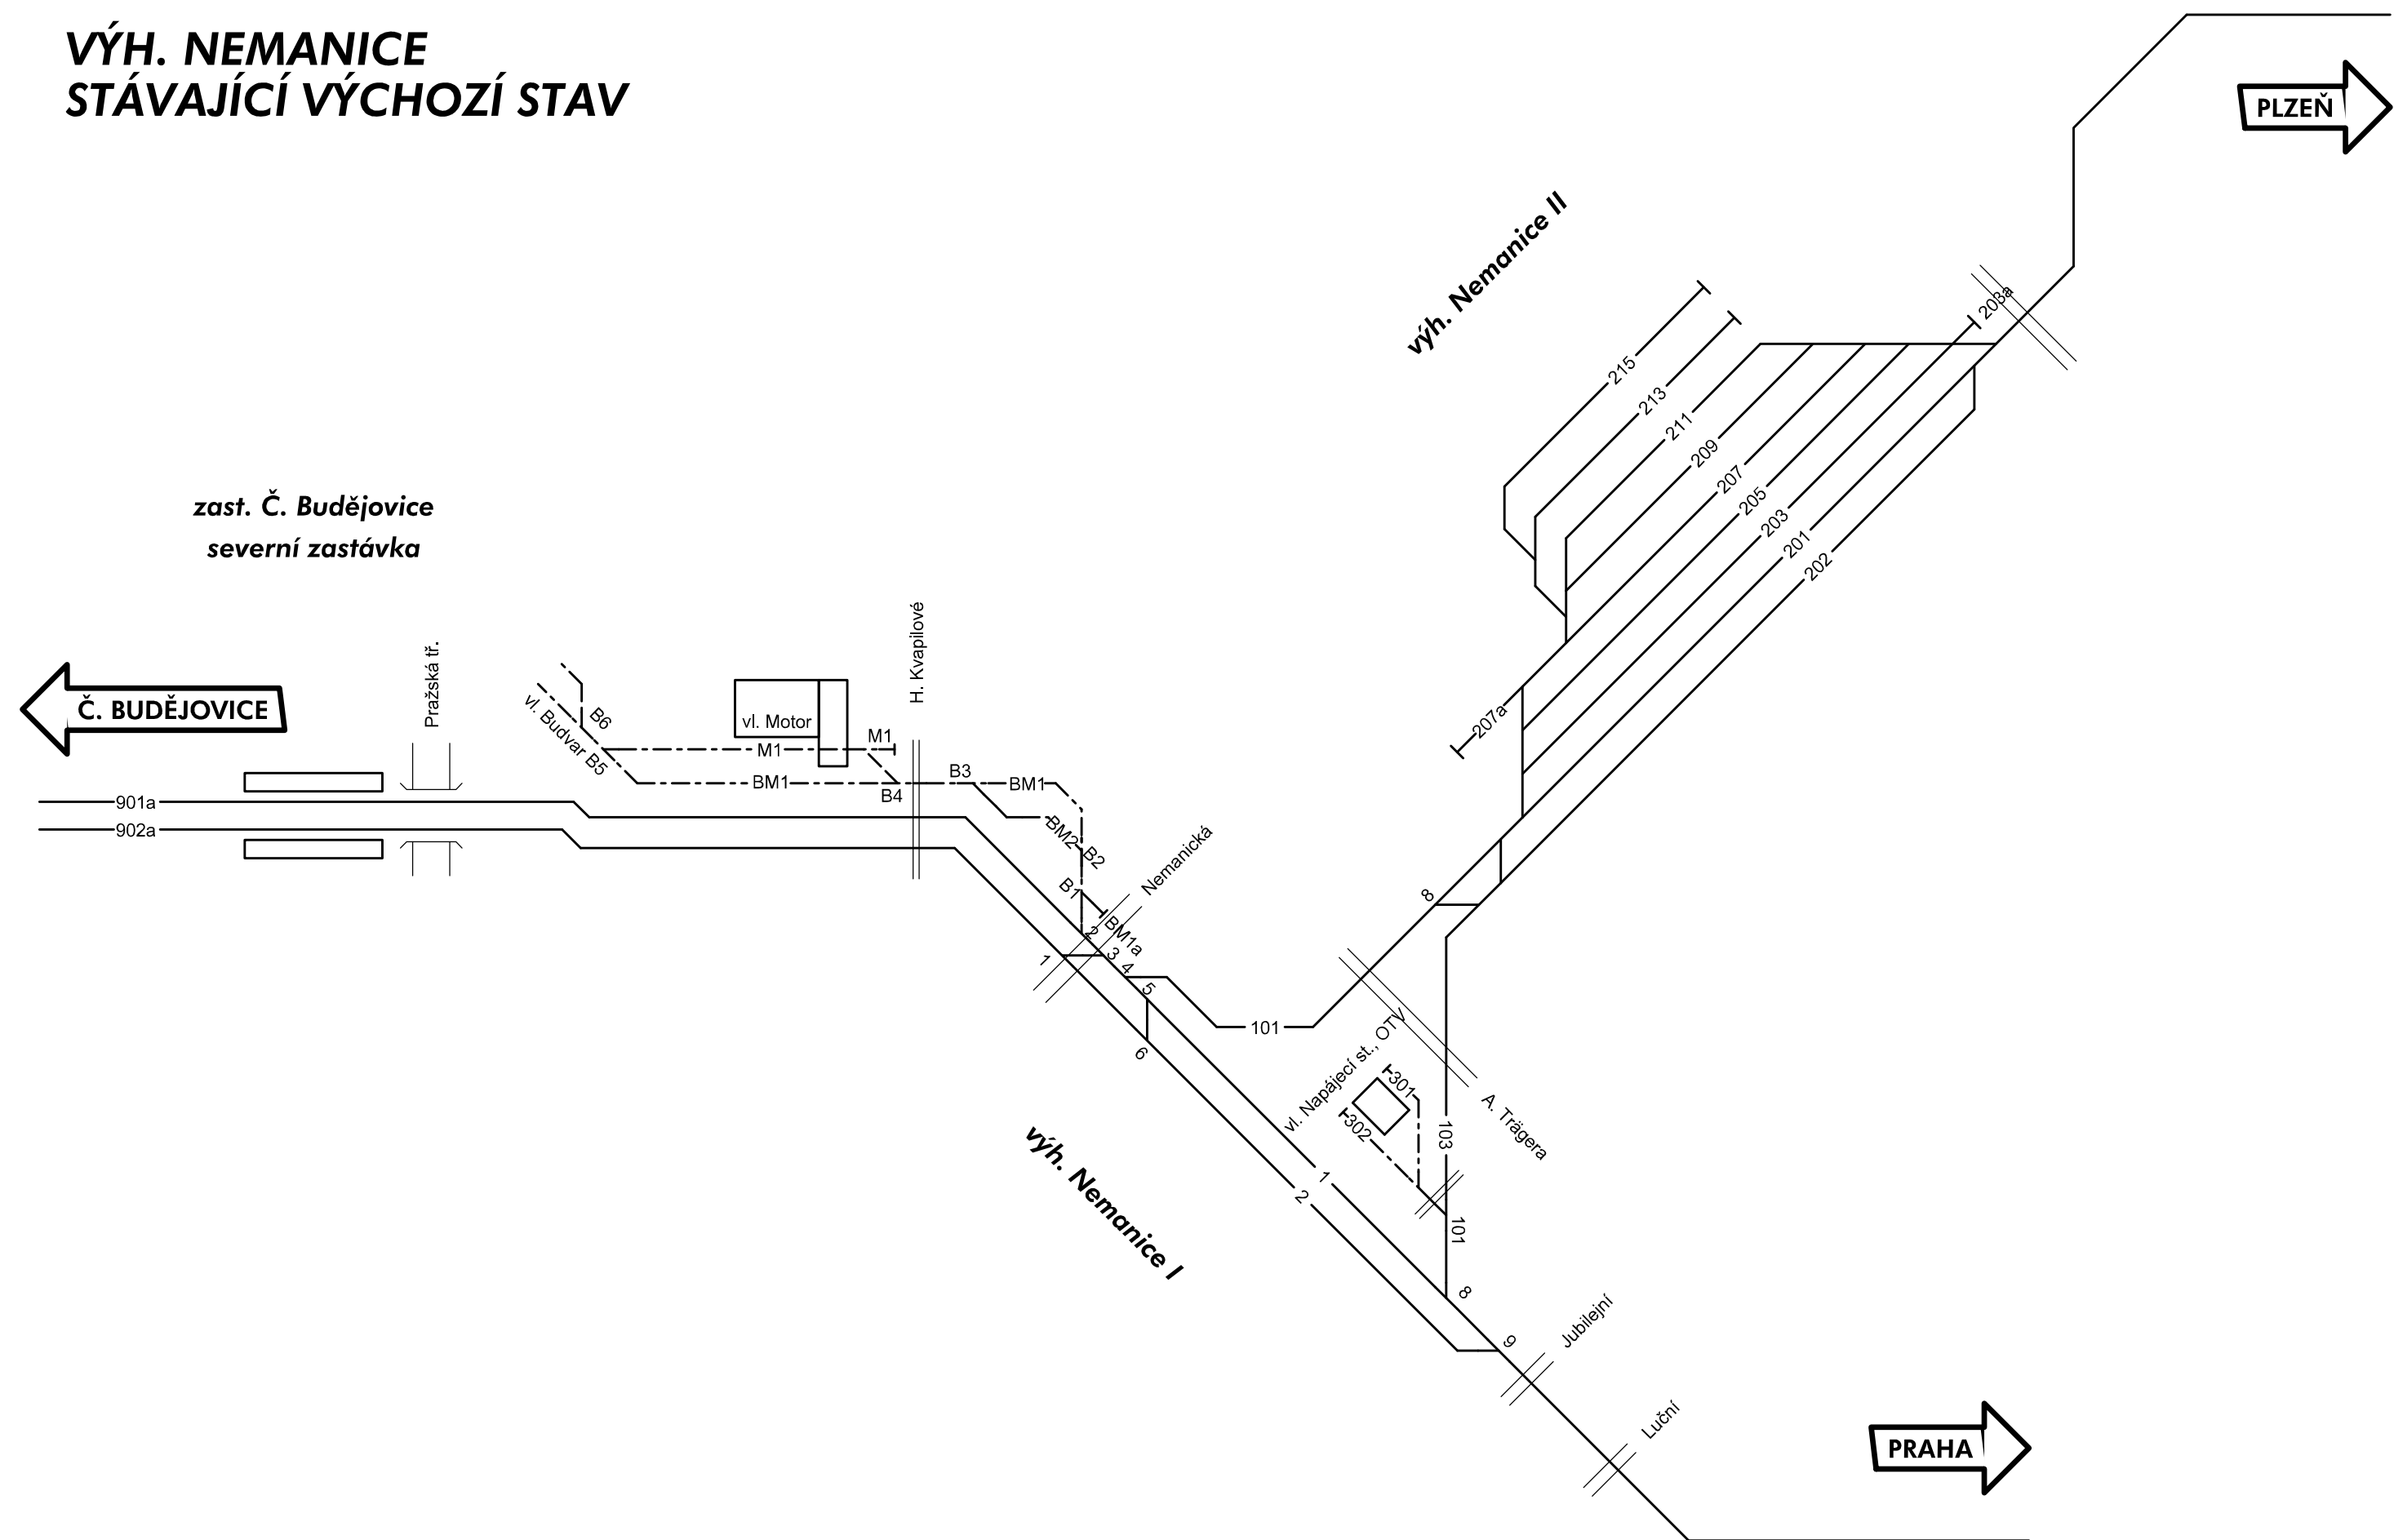 VÝH. NEMANICE
STÁVAJÍCÍ VÝCHOZÍ STAV
PLZEŇ
výh. Nemanice II
203a
215
213
211
209
207
205
203
201
202
207a
zast. Č. Budějovice
severní zastávka
Č. BUDĚJOVICE
Pražská tř.
H. Kvapilové
B6
vl. Budvar B5
vl. Motor
M1
M1
BM1
B4
B3
BM1
901a
902a
BM2
B2
B1
Nemanická
BM1a
2
3
4
5
1
6
8
101
vl. Napájecí st., OTV
301
302
103
A. Trägera
101
1
2
výh. Nemanice I
8
9
Jubilejní
Luční
PRAHA